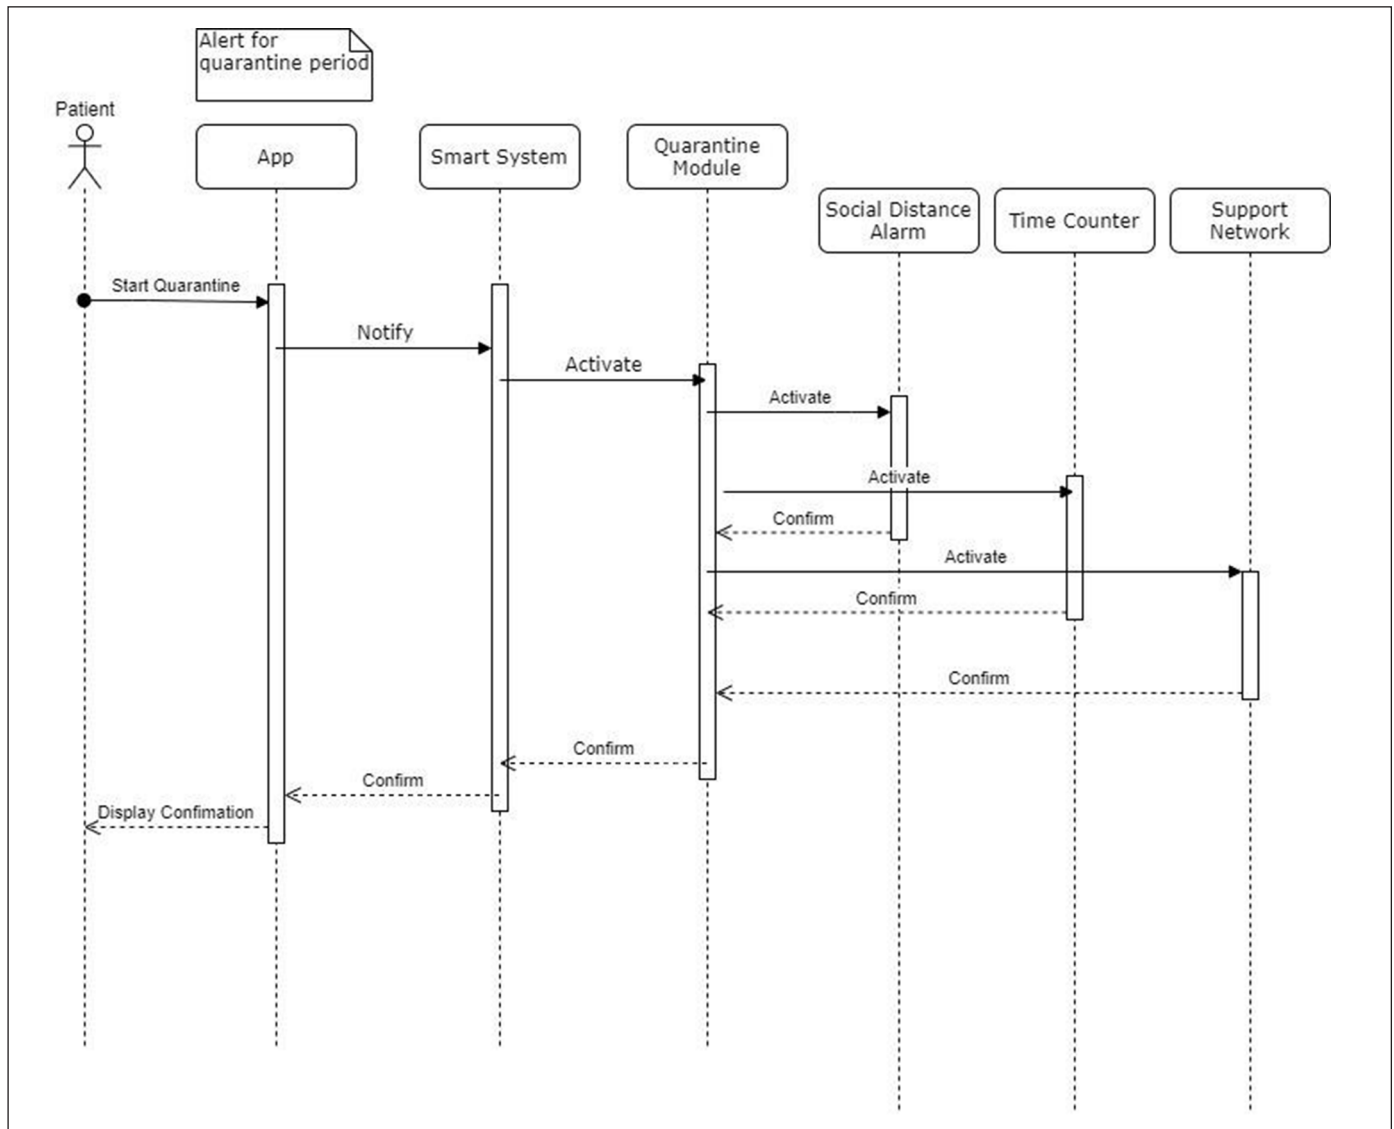 Alert for
quarantine period
Patient
App
Smart System
Quarantine
Module
Social Distance
Alarm
Time Counter
Support
Network
Start Quarantine
Notify
Activate
Activate
Activate
Confirm
Activate
Confirm
Confirm
Confirm
Confirm
Display Confimation